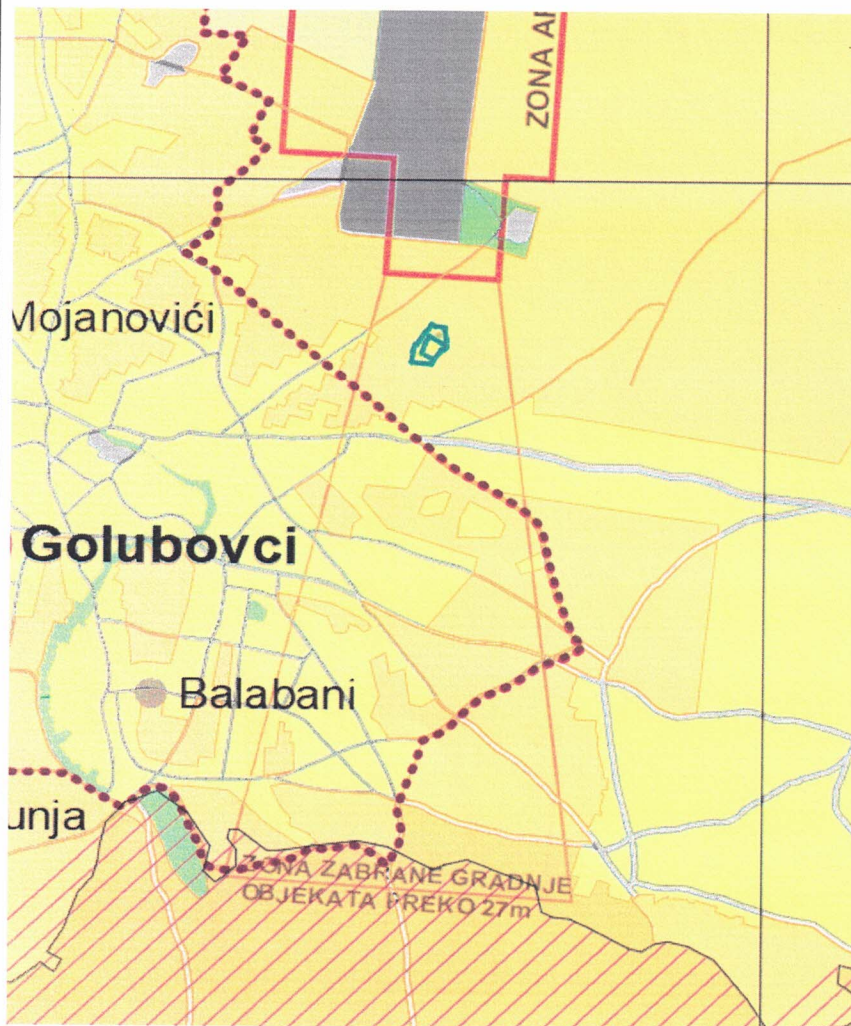 ZONA
Mojanovići
Golubovci
Balabani
unja
ZONA ZABRANE GRADNJE
OBJEKATA PREKO 27m